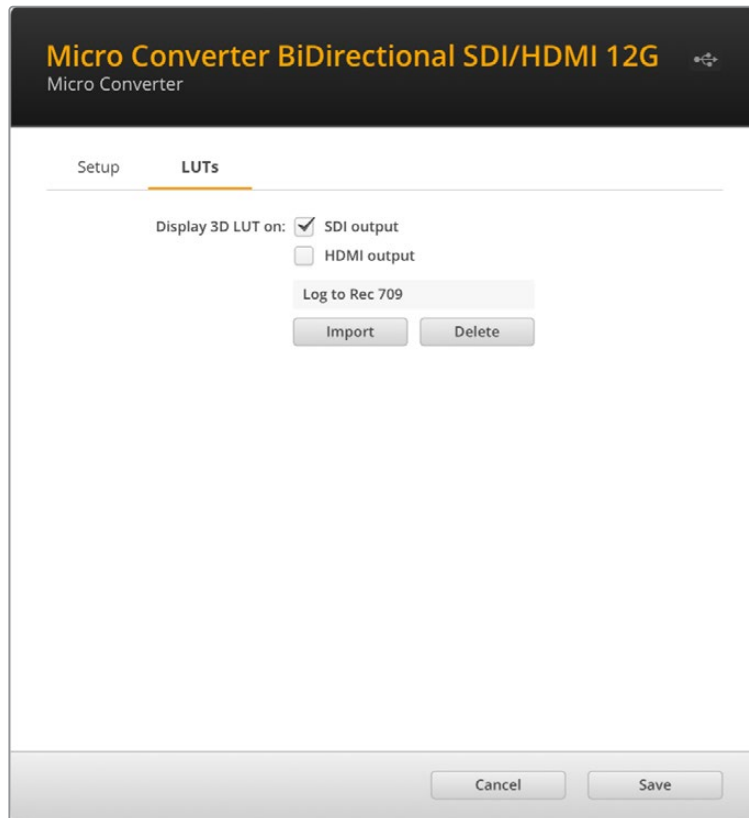 Micro Converter BiDirectional SDI/HDMI 12G
Micro Converter
Setup LUTs
Display 3D LUT on: SDI output
HDMI output
Log to Rec 709
Import Delete
Cancel Save